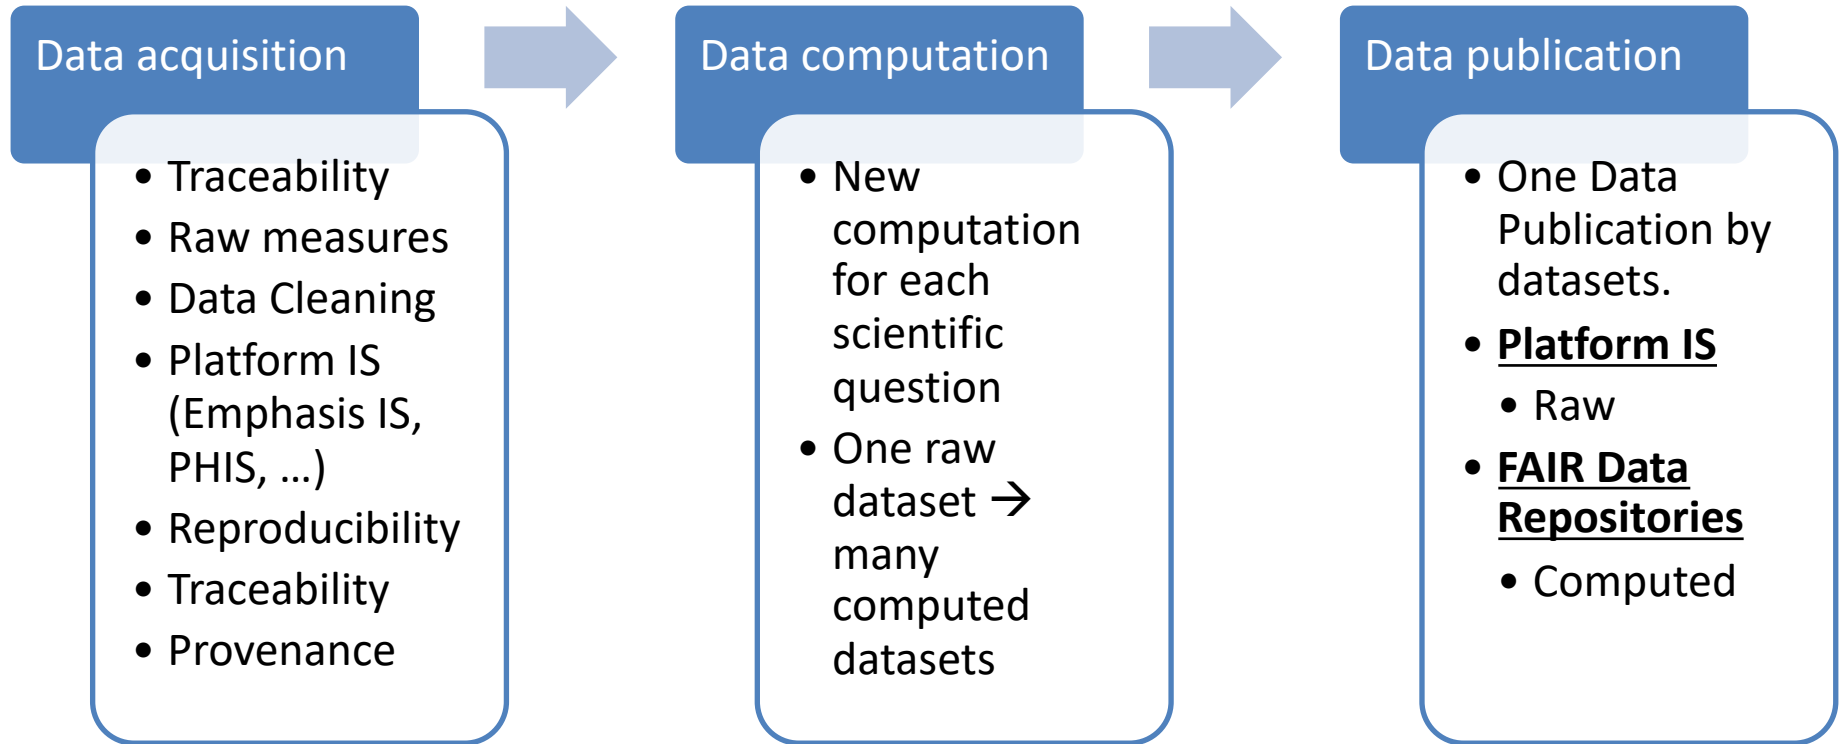 Data acquisition
• Traceability
• Raw measures
• Data Cleaning
• Platform IS
(Emphasis IS,
PHIS, ...)
• Reproducibility
• Traceability
• Provenance
Data computation
• New
computation
for each
scientific
question
• One raw
dataset →
many
computed
datasets
Data publication
• One Data
Publication by
datasets.
• Platform IS
• Raw
• FAIR Data
Repositories
• Computed